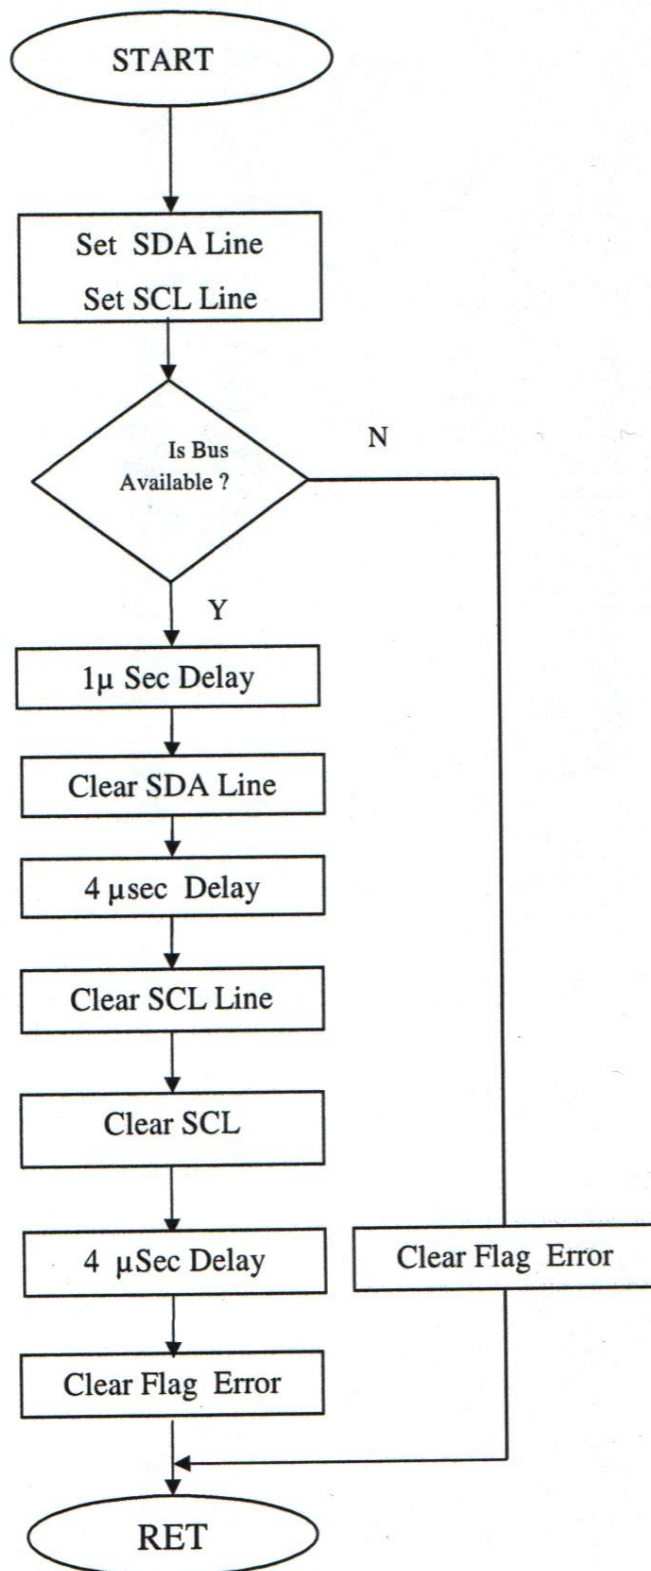 START
Set SDA Line
Set SCL Line
Is Bus
Available ?
N
Y
1µ Sec Delay
Clear SDA Line
4 µsec Delay
Clear SCL Line
Clear SCL
4 µSec Delay
Clear Flag Error
Clear Flag Error
RET